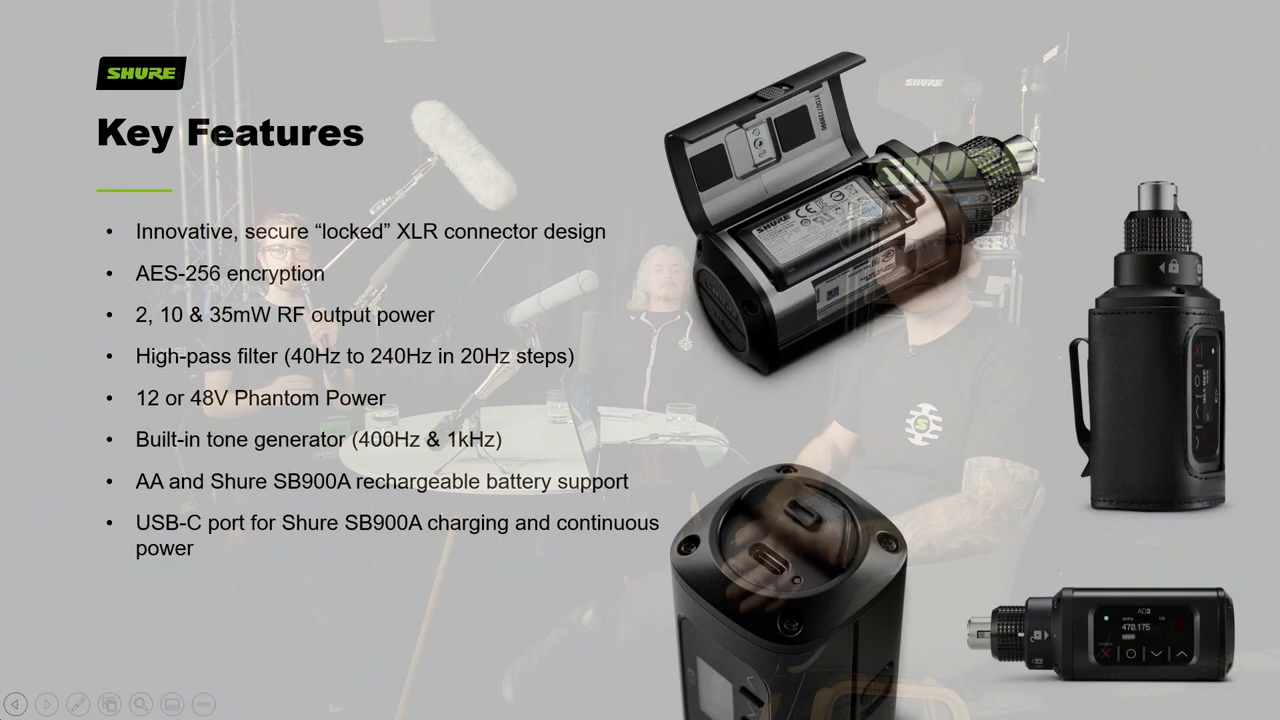 SHURE
Key Features
• Innovative, secure “locked” XLR connector design
• AES-256 encryption
• 2, 10 & 35mW RF output power
• High-pass filter (40Hz to 240Hz in 20Hz steps)
• 12 or 48V Phantom Power
• Built-in tone generator (400Hz & 1kHz)
• AA and Shure SB900A rechargeable battery support
• USB-C port for Shure SB900A charging and continuous
power
SHURE
SHURE
SHURE
AD3
470.175